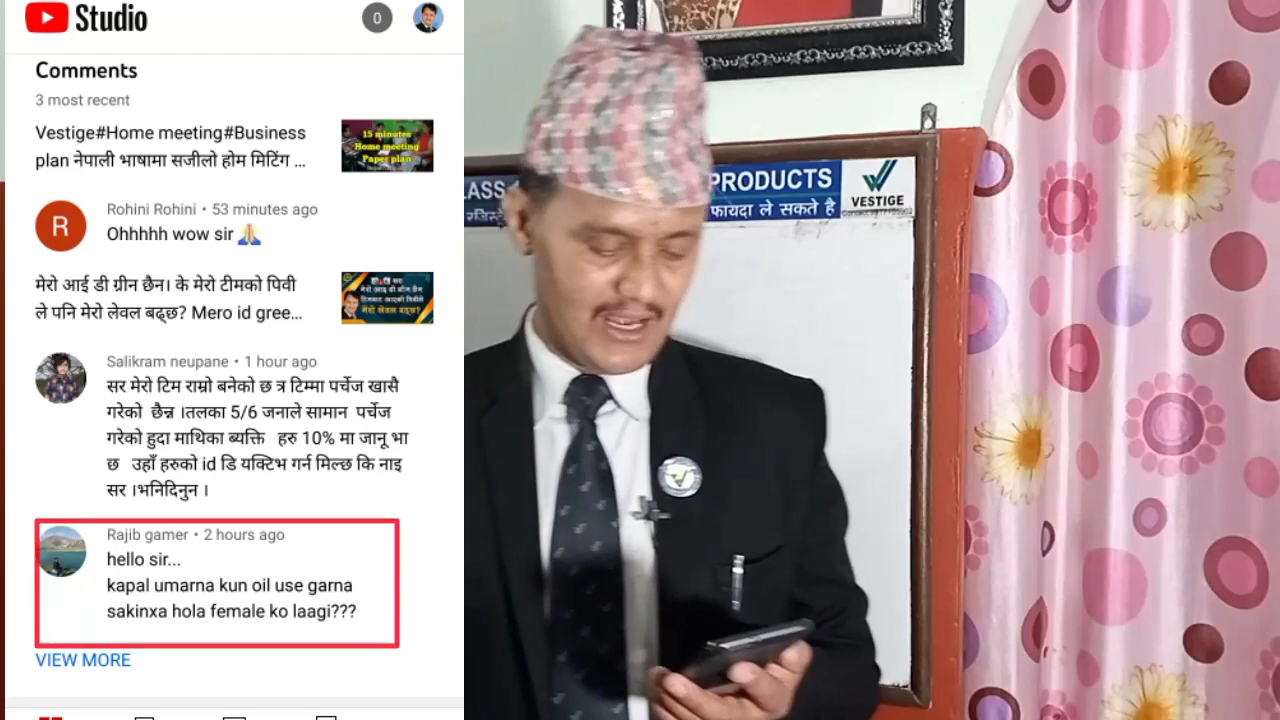 Studio
0
Comments
3 most recent
Vestige#Home meeting#Business
plan नेपाली भाषामा सजीलो होम मिटिंग ...
15 minutes
Home meeting
Paper plan
Rohini Rohini • 53 minutes ago
Ohhhhh wow sir 🙏
मेरो आई डी ग्रीन छैन। के मेरो टीमको पिवी
ले पनि मेरो लेवल बढ्छ? Mero id gree...
मेरो आइ डी ग्रीन छैन
मेरो लेवल बढ्छ?
Salikram neupane • 1 hour ago
सर मेरो टिम राम्रो बनेको छ त्र टिम्मा पर्चेज खासै
गरेको छैन्न ।तलका 5/6 जनाले सामान पर्चेज
गरेको हुदा माथिका ब्यक्ति हरु 10% मा जानू भा
छ उहाँ हरुको id डि यक्टिभ गर्न मिल्छ कि नाइ
सर ।भनिदिनुन ।
Rajib gamer • 2 hours ago
hello sir...
kapal umarna kun oil use garna
sakinxa hola female ko laagi???
VIEW MORE
PRODUCTS
फायदा ले सकते है
VESTIGE